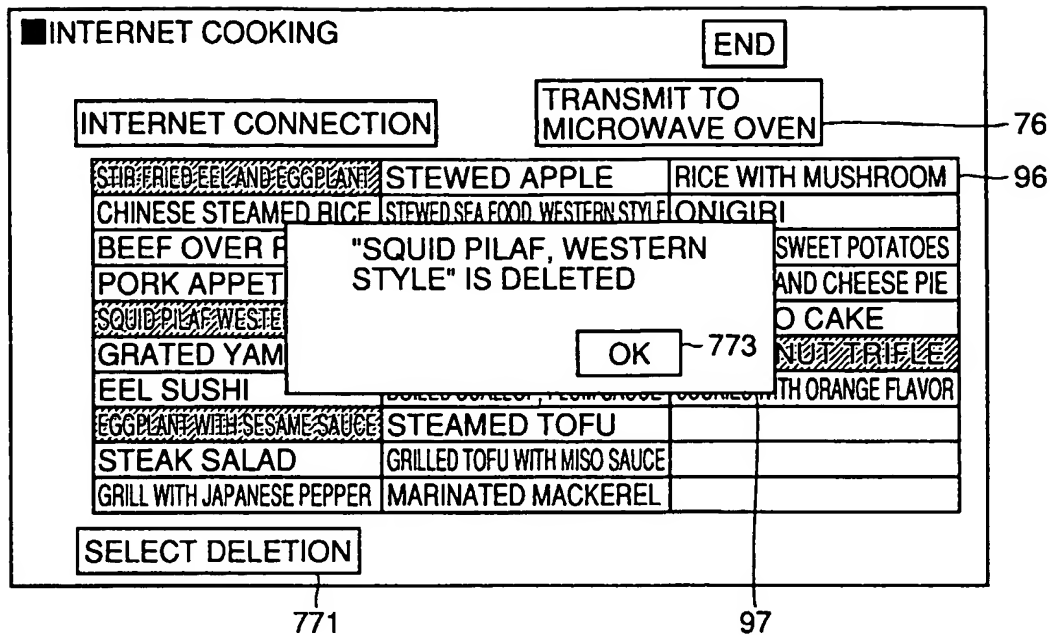 INTERNET COOKING
END
INTERNET CONNECTION
TRANSMIT TO
MICROWAVE OVEN
76
STIR FRIED EEL AND EGGPLANT STEWED APPLE RICE WITH MUSHROOM
96
CHINESE STEAMED RICE STEWED SEA FOOD, WESTERN STYLE ONIGIRI
BEEF OVER SWEET POTATOES
PORK APPET AND CHEESE PIE
SQUID PILAF WESTE CAKE
GRATED YAM NUT TRIFLE
EEL SUSHI WITH ORANGE FLAVOR
"SQUID PILAF, WESTERN
STYLE" IS DELETED
OK
773
EGGPLANT WITH SESAME SAUCE STEAMED TOFU
STEAK SALAD GRILLED TOFU WITH MISO SAUCE
GRILL WITH JAPANESE PEPPER MARINATED MACKEREL
SELECT DELETION
771
97